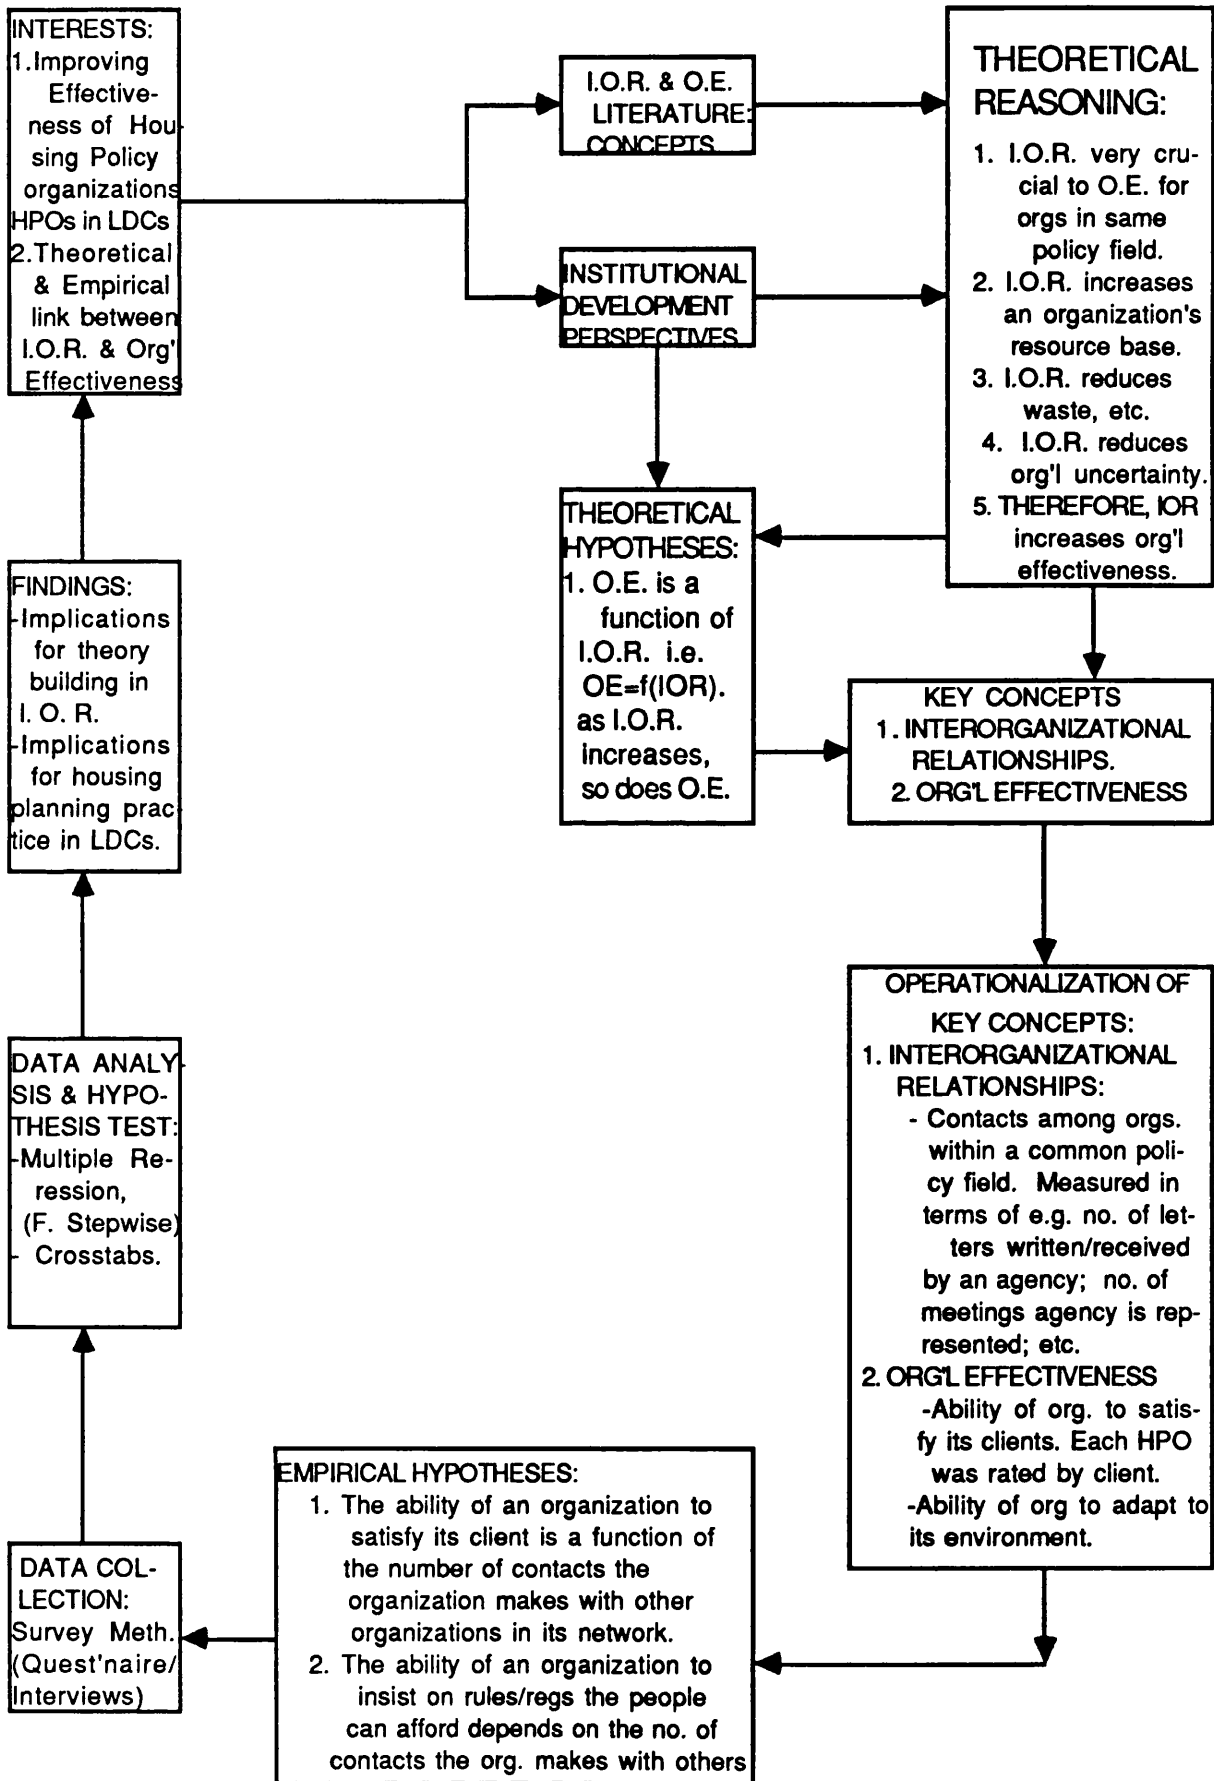 INTERESTS:
1.Improving
Effective-
ness of Hou
sing Policy
organizations
HPOs in LDCs
2.Theoretical
& Empirical
link between
I.O.R. & Org'l
Effectiveness
I.O.R. & O.E.
LITERATURE:
CONCEPTS
INSTITUTIONAL
DEVELOPMENT
PERSPECTIVES
THEORETICAL
REASONING:
1. I.O.R. very cru-
cial to O.E. for
orgs in same
policy field.
2. I.O.R. increases
an organization's
resource base.
3. I.O.R. reduces
waste, etc.
4. I.O.R. reduces
org'l uncertainty.
5. THEREFORE, IOR
increases org'l
effectiveness.
THEORETICAL
HYPOTHESES:
1. O.E. is a
function of
I.O.R. i.e.
OE=f(IOR).
as I.O.R.
increases,
so does O.E.
KEY CONCEPTS
1. INTERORGANIZATIONAL
RELATIONSHIPS.
2. ORG'L EFFECTIVENESS
OPERATIONALIZATION OF
KEY CONCEPTS:
1. INTERORGANIZATIONAL
RELATIONSHIPS:
- Contacts among orgs.
within a common poli-
cy field. Measured in
terms of e.g. no. of let-
ters written/received
by an agency; no. of
meetings agency is rep-
resented; etc.
2. ORG'L EFFECTIVENESS
-Ability of org. to satis-
fy its clients. Each HPO
was rated by client.
-Ability of org to adapt to
its environment.
EMPIRICAL HYPOTHESES:
1. The ability of an organization to
satisfy its client is a function of
the number of contacts the
organization makes with other
organizations in its network.
2. The ability of an organization to
insist on rules/regs the people
can afford depends on the no. of
contacts the org. makes with others
DATA COL-
LECTION:
Survey Meth.
(Quest'naire/
Interviews)
DATA ANALY-
SIS & HYPO-
THESIS TEST:
-Multiple Re-
ression,
(F. Stepwise)
- Crosstabs.
FINDINGS:
-Implications
for theory
building in
I. O. R.
-Implications
for housing
planning prac
tice in LDCs.